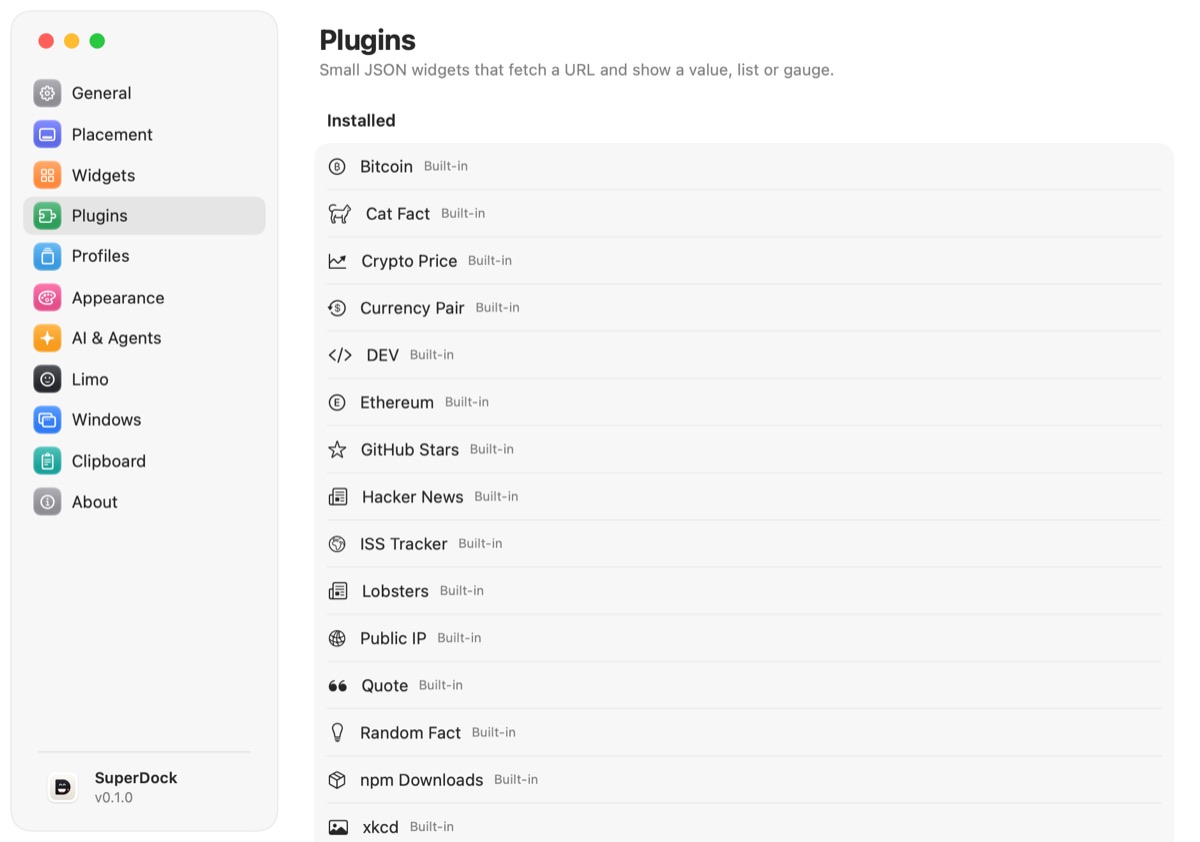 General
Placement
Widgets
Plugins
Profiles
Appearance
AI & Agents
Limo
Windows
Clipboard
About
SuperDock
v0.1.0
Plugins
Small JSON widgets that fetch a URL and show a value, list or gauge.
Installed
Bitcoin Built-in
Cat Fact Built-in
Crypto Price Built-in
Currency Pair Built-in
DEV Built-in
Ethereum Built-in
GitHub Stars Built-in
Hacker News Built-in
ISS Tracker Built-in
Lobsters Built-in
Public IP Built-in
Quote Built-in
Random Fact Built-in
npm Downloads Built-in
xkcd Built-in